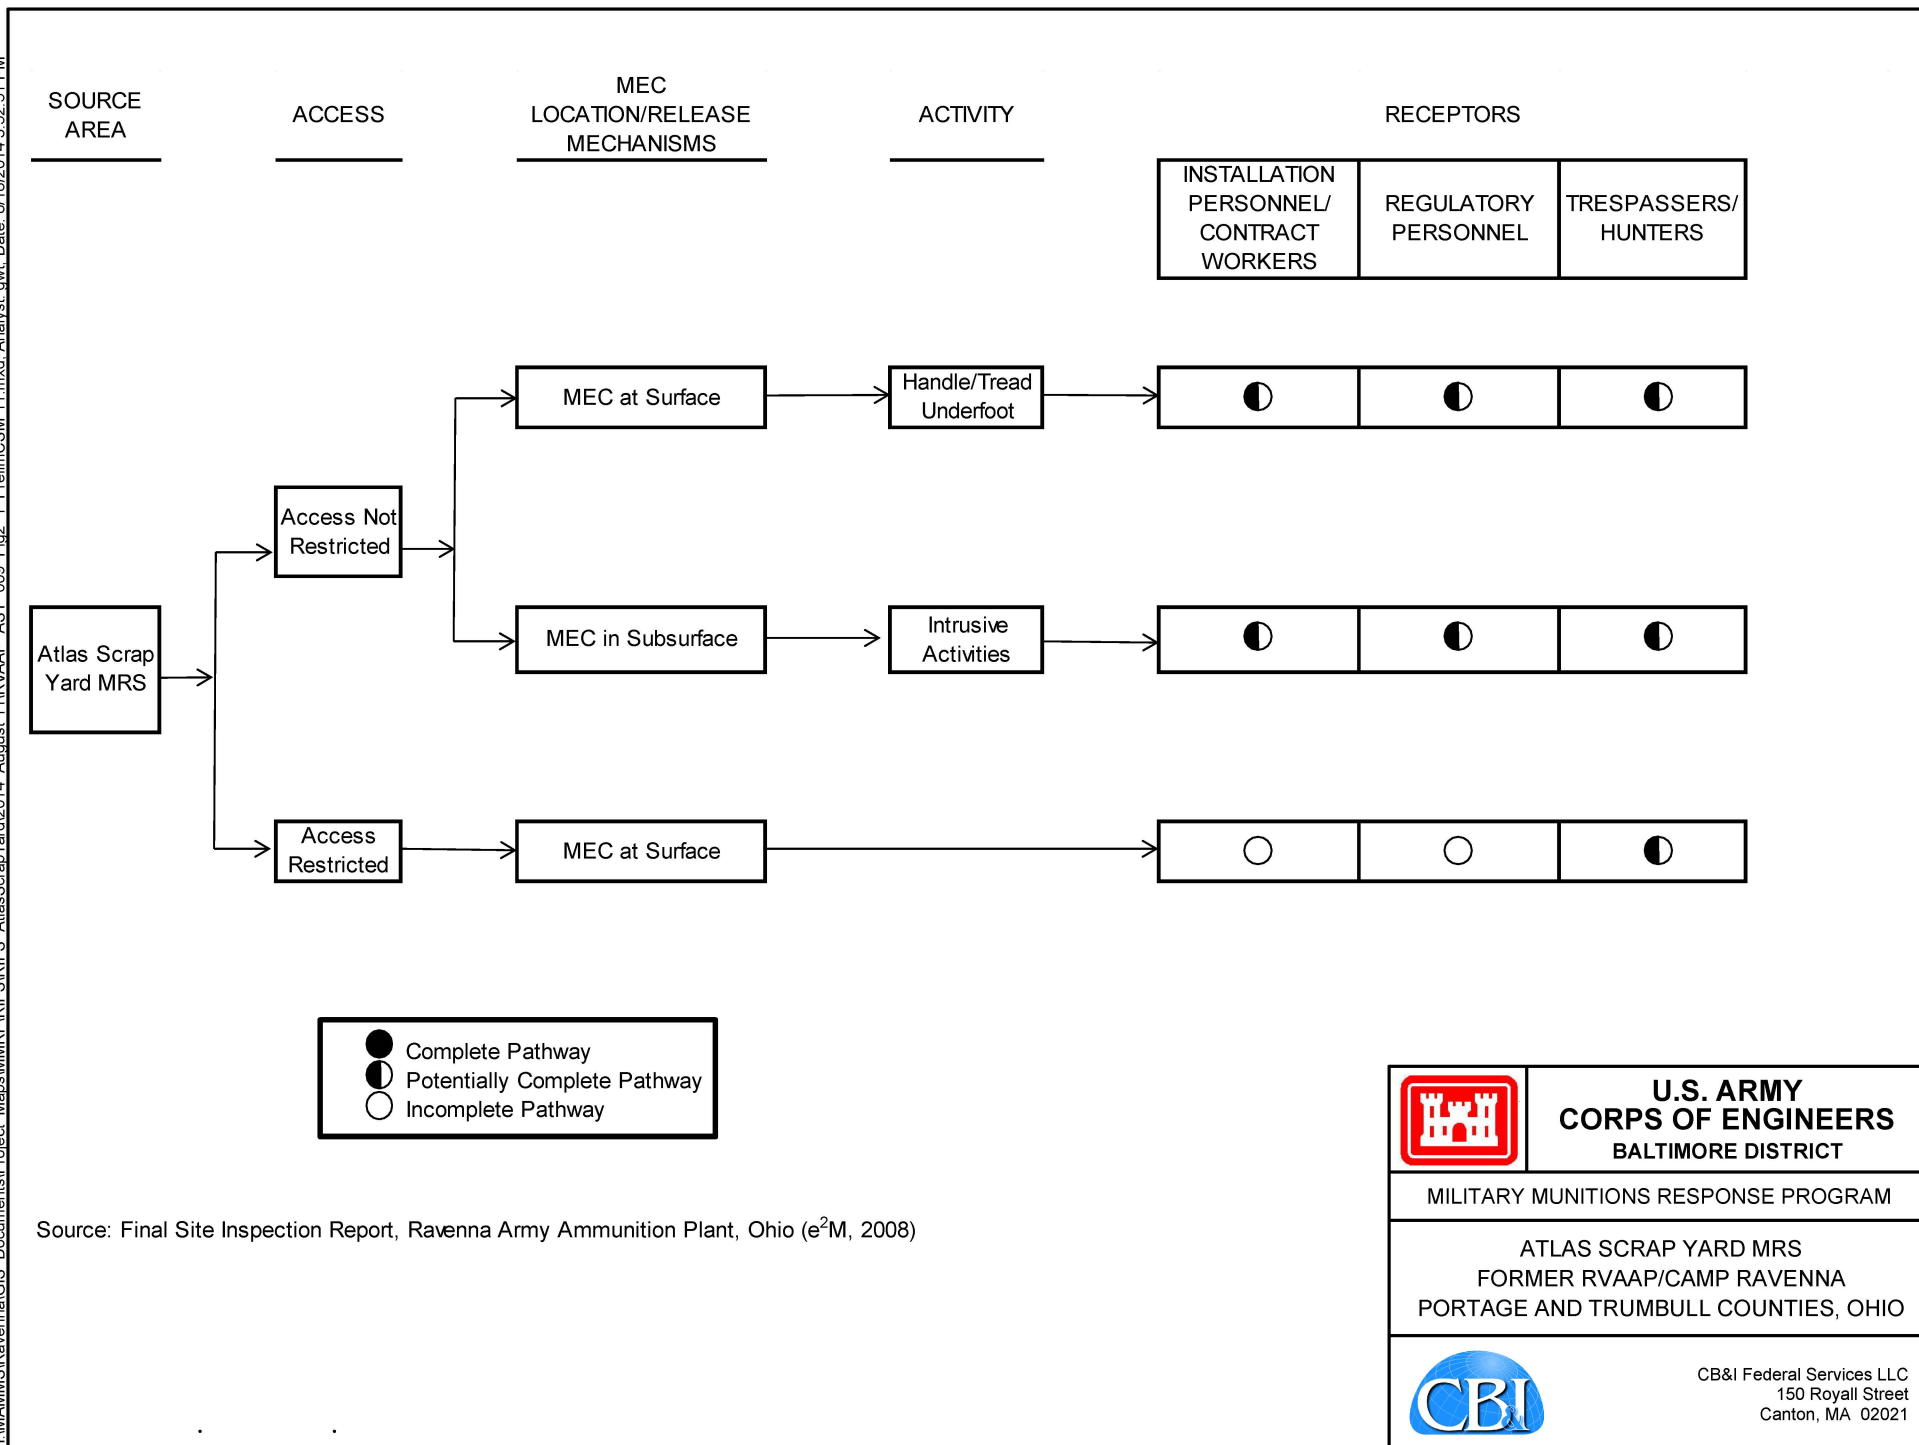 SOURCE
AREA
ACCESS
MEC
LOCATION/RELEASE
MECHANISMS
ACTIVITY
RECEPTORS
INSTALLATION
PERSONNEL/
CONTRACT
WORKERS
REGULATORY
PERSONNEL
TRESPASSERS/
HUNTERS
MEC at Surface
Handle/Tread
Underfoot
Access Not
Restricted
MEC in Subsurface
Intrusive
Activities
Atlas Scrap
Yard MRS
Access
Restricted
MEC at Surface
Complete Pathway
Potentially Complete Pathway
Incomplete Pathway
Source: Final Site Inspection Report, Ravenna Army Ammunition Plant, Ohio (e²M, 2008)
U.S. ARMY
CORPS OF ENGINEERS
BALTIMORE DISTRICT
MILITARY MUNITIONS RESPONSE PROGRAM
ATLAS SCRAP YARD MRS
FORMER RVAAP/CAMP RAVENNA
PORTAGE AND TRUMBULL COUNTIES, OHIO
CB&I
CB&I Federal Services LLC
150 Royall Street
Canton, MA 02021